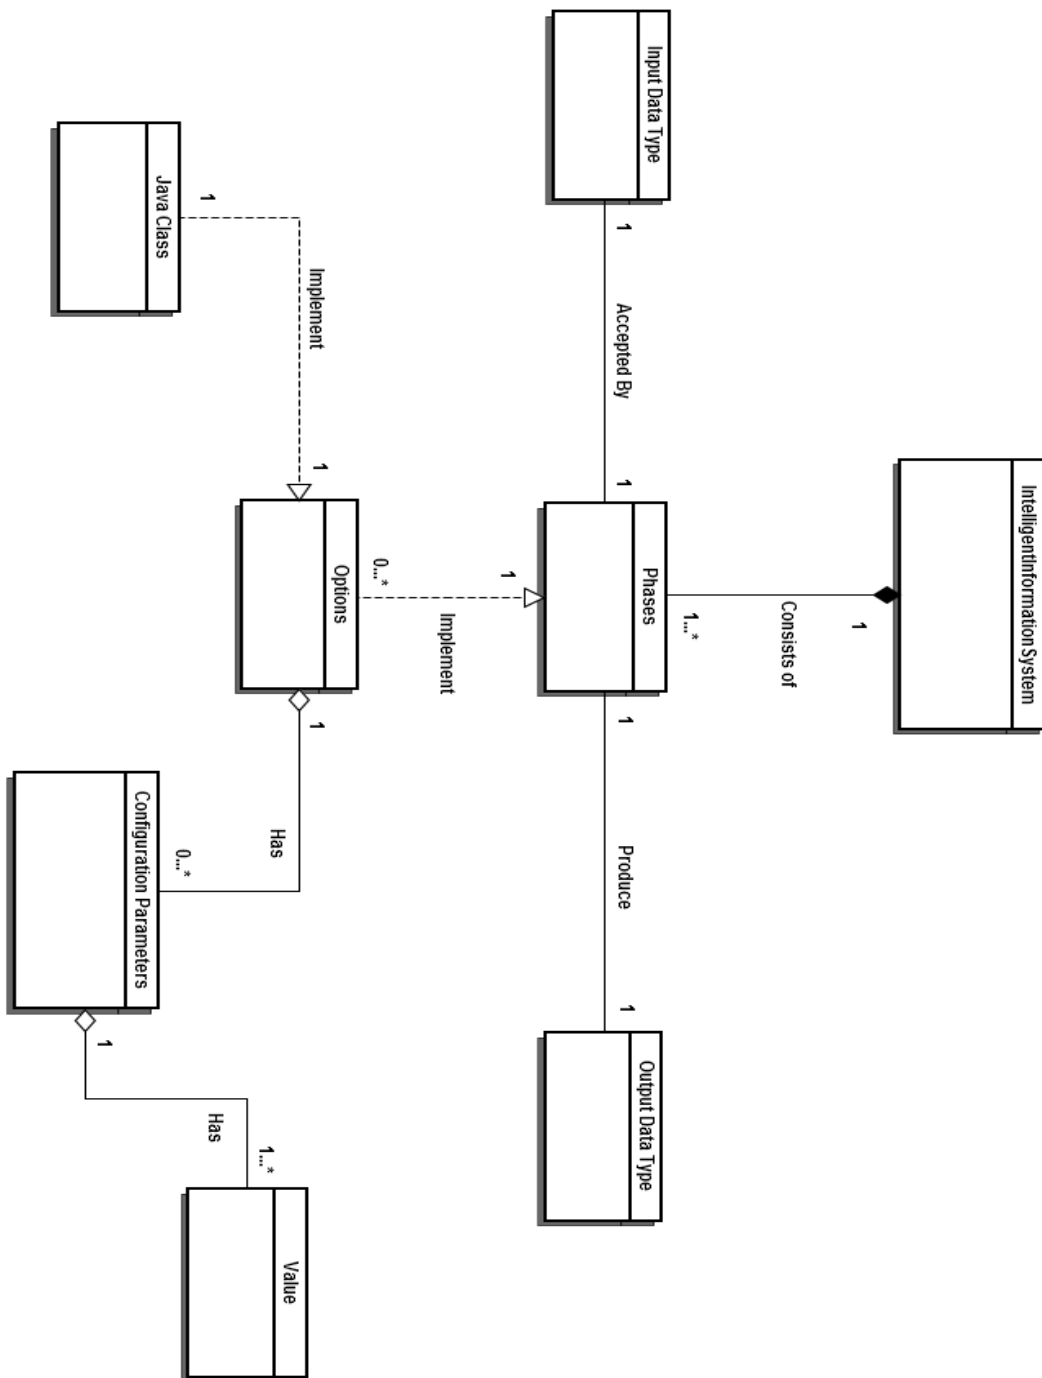 IntelligentInformationSystem
1
Consists of
1...*
Input Data Type
1
Accepted By
1
Phases
1
Produce
1
Output Data Type
1
Implement
0...*
Java Class
1
Implement
1
Options
1
Has
0...*
Configuration Parameters
1
Has
1...*
Value